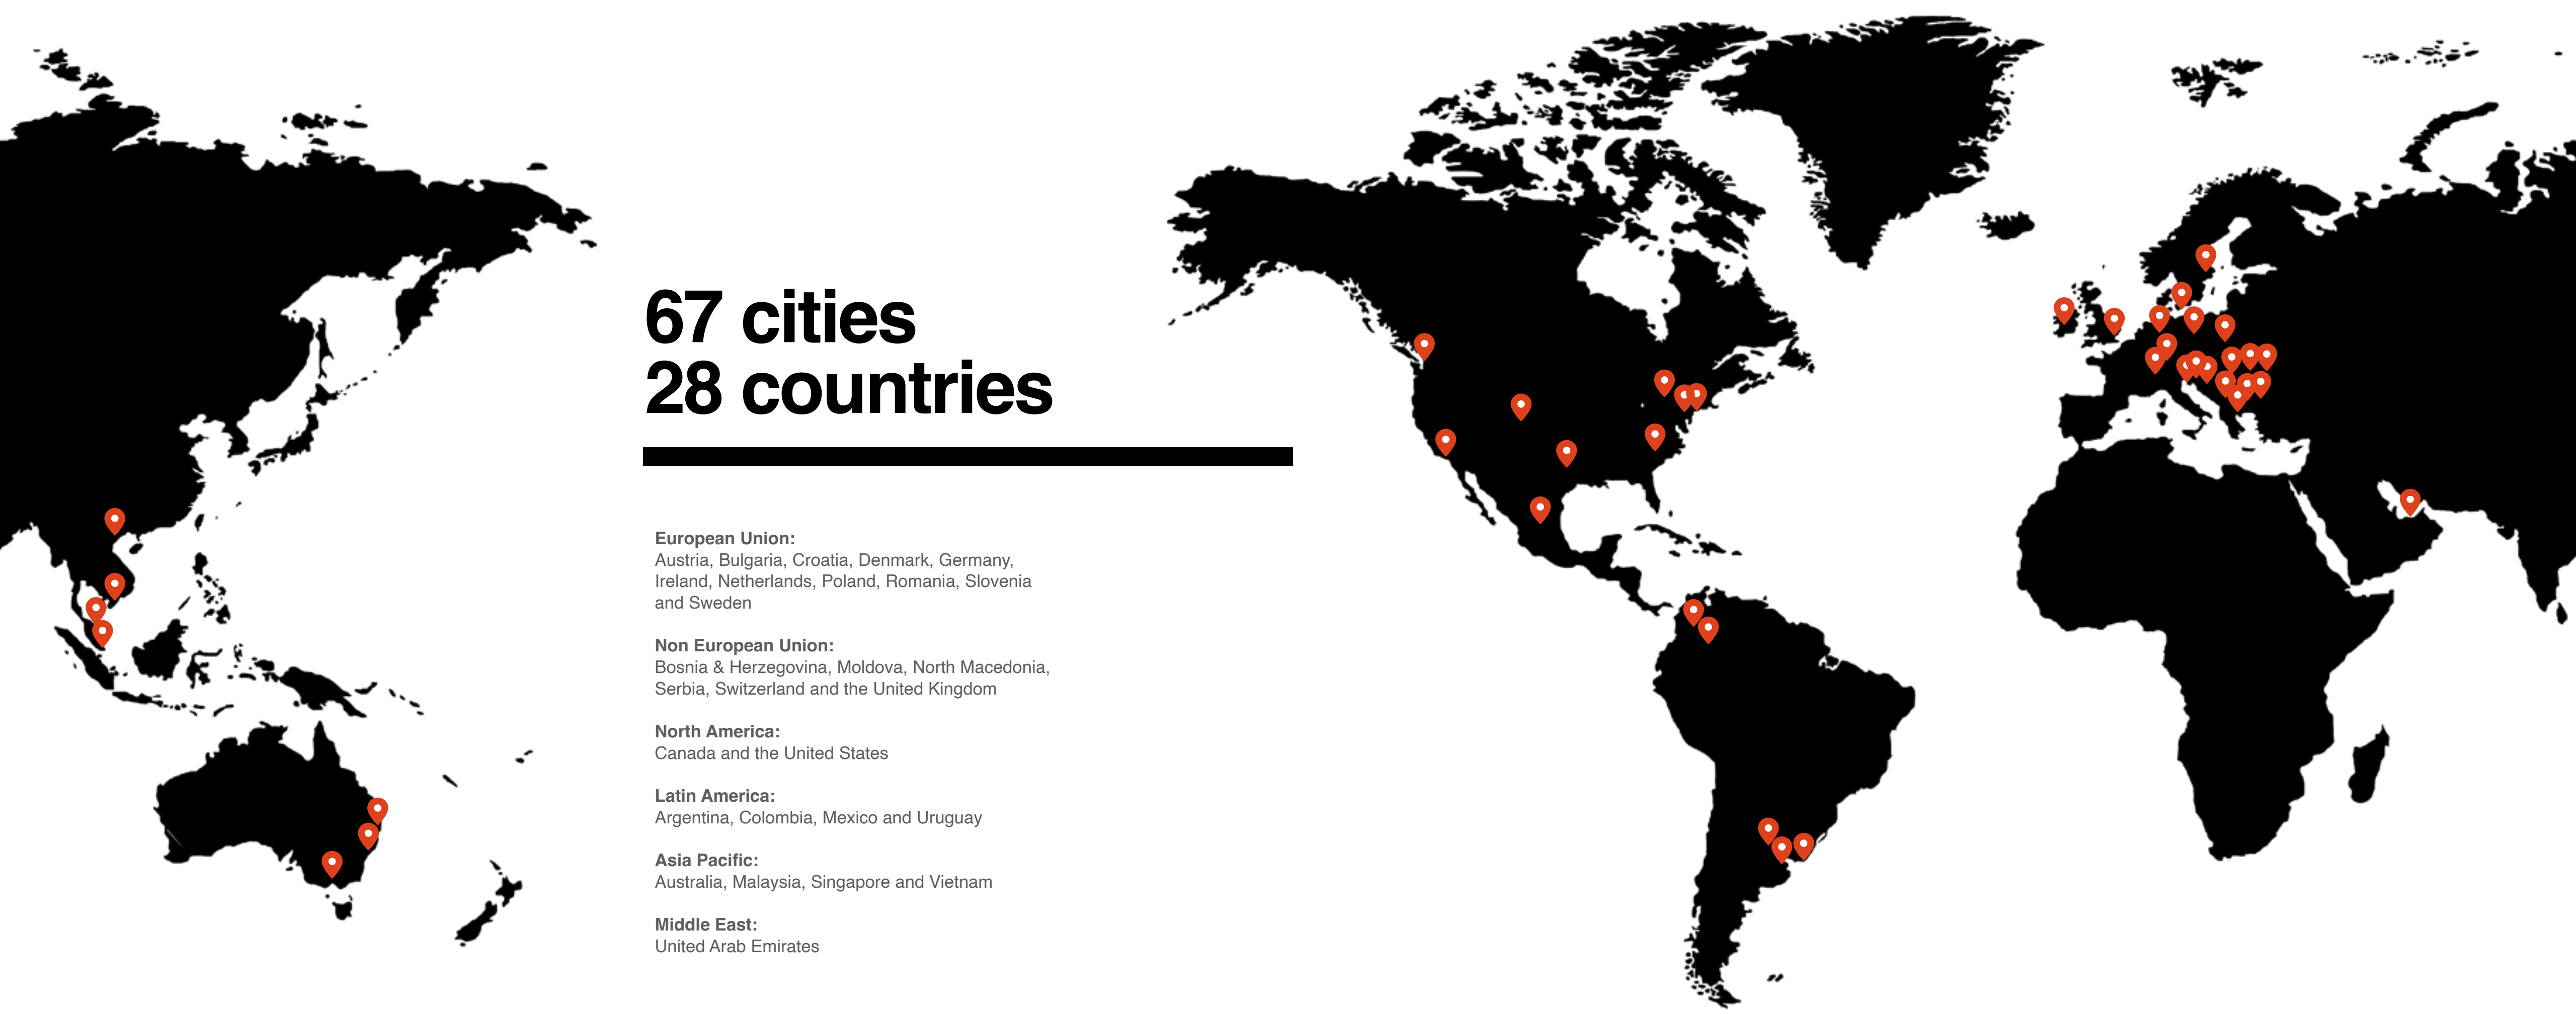 67 cities
28 countries
European Union:
Austria, Bulgaria, Croatia, Denmark, Germany,
Ireland, Netherlands, Poland, Romania, Slovenia
and Sweden
Non European Union:
Bosnia & Herzegovina, Moldova, North Macedonia,
Serbia, Switzerland and the United Kingdom
North America:
Canada and the United States
Latin America:
Argentina, Colombia, Mexico and Uruguay
Asia Pacific:
Australia, Malaysia, Singapore and Vietnam
Middle East:
United Arab Emirates